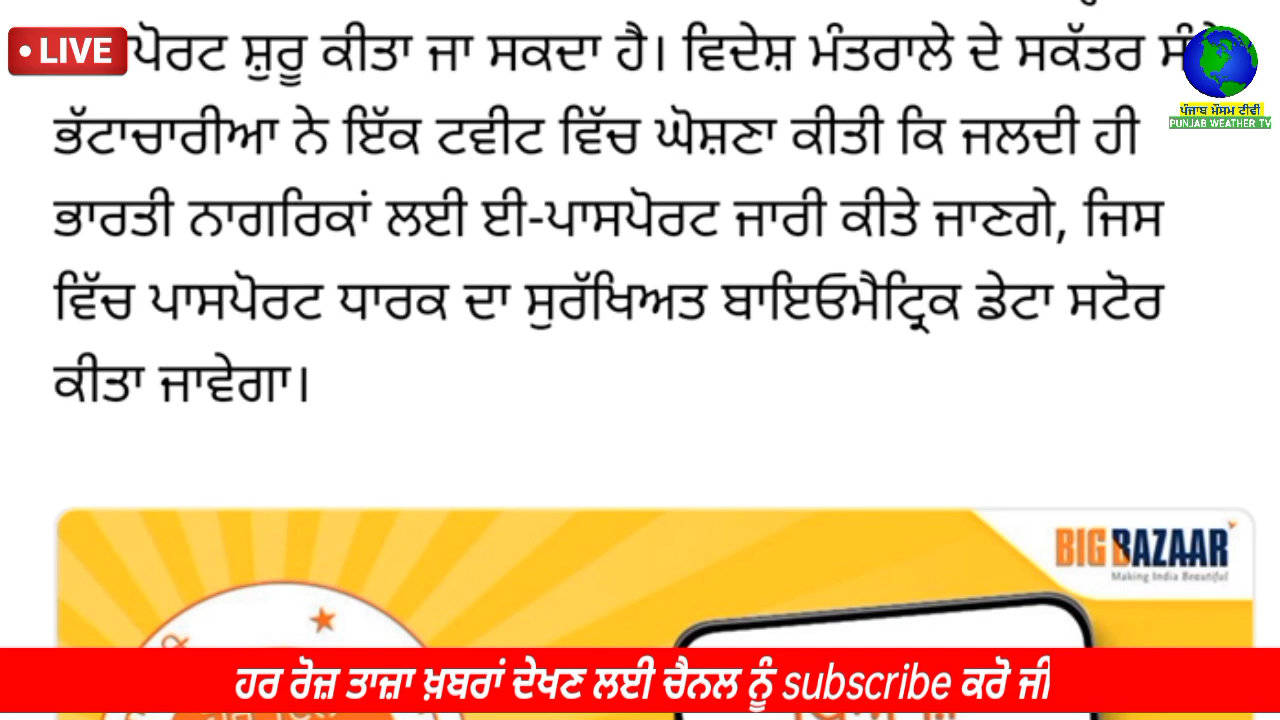 LIVE
ਸ਼ੁਰੂ ਕੀਤਾ ਜਾ ਸਕਦਾ ਹੈ। ਵਿਦੇਸ਼ ਮੰਤਰਾਲੇ ਦੇ ਸਕੱਤਰ
ਪੰਜਾਬ ਮੌਸਮ ਟੀਵੀ
PUNJAB WEATHER TV
ਭੱਟਾਚਾਰੀਆ ਨੇ ਇੱਕ ਟਵੀਟ ਵਿੱਚ ਘੋਸ਼ਣਾ ਕੀਤੀ ਕਿ ਜਲਦੀ ਹੀ
ਭਾਰਤੀ ਨਾਗਰਿਕਾਂ ਲਈ ਈ-ਪਾਸਪੋਰਟ ਜਾਰੀ ਕੀਤੇ ਜਾਣਗੇ, ਜਿਸ
ਵਿੱਚ ਪਾਸਪੋਰਟ ਧਾਰਕ ਦਾ ਸੁਰੱਖਿਅਤ ਬਾਇਓਮੈਟ੍ਰਿਕ ਡੇਟਾ ਸਟੋਰ
ਕੀਤਾ ਜਾਵੇਗਾ।
BIG BAZAAR
Making India Beautiful
ਹਰ ਰੋਜ਼ ਤਾਜ਼ਾ ਖ਼ਬਰਾਂ ਦੇਖਣ ਲਈ ਚੈਨਲ ਨੂੰ subscribe ਕਰੋ ਜੀ